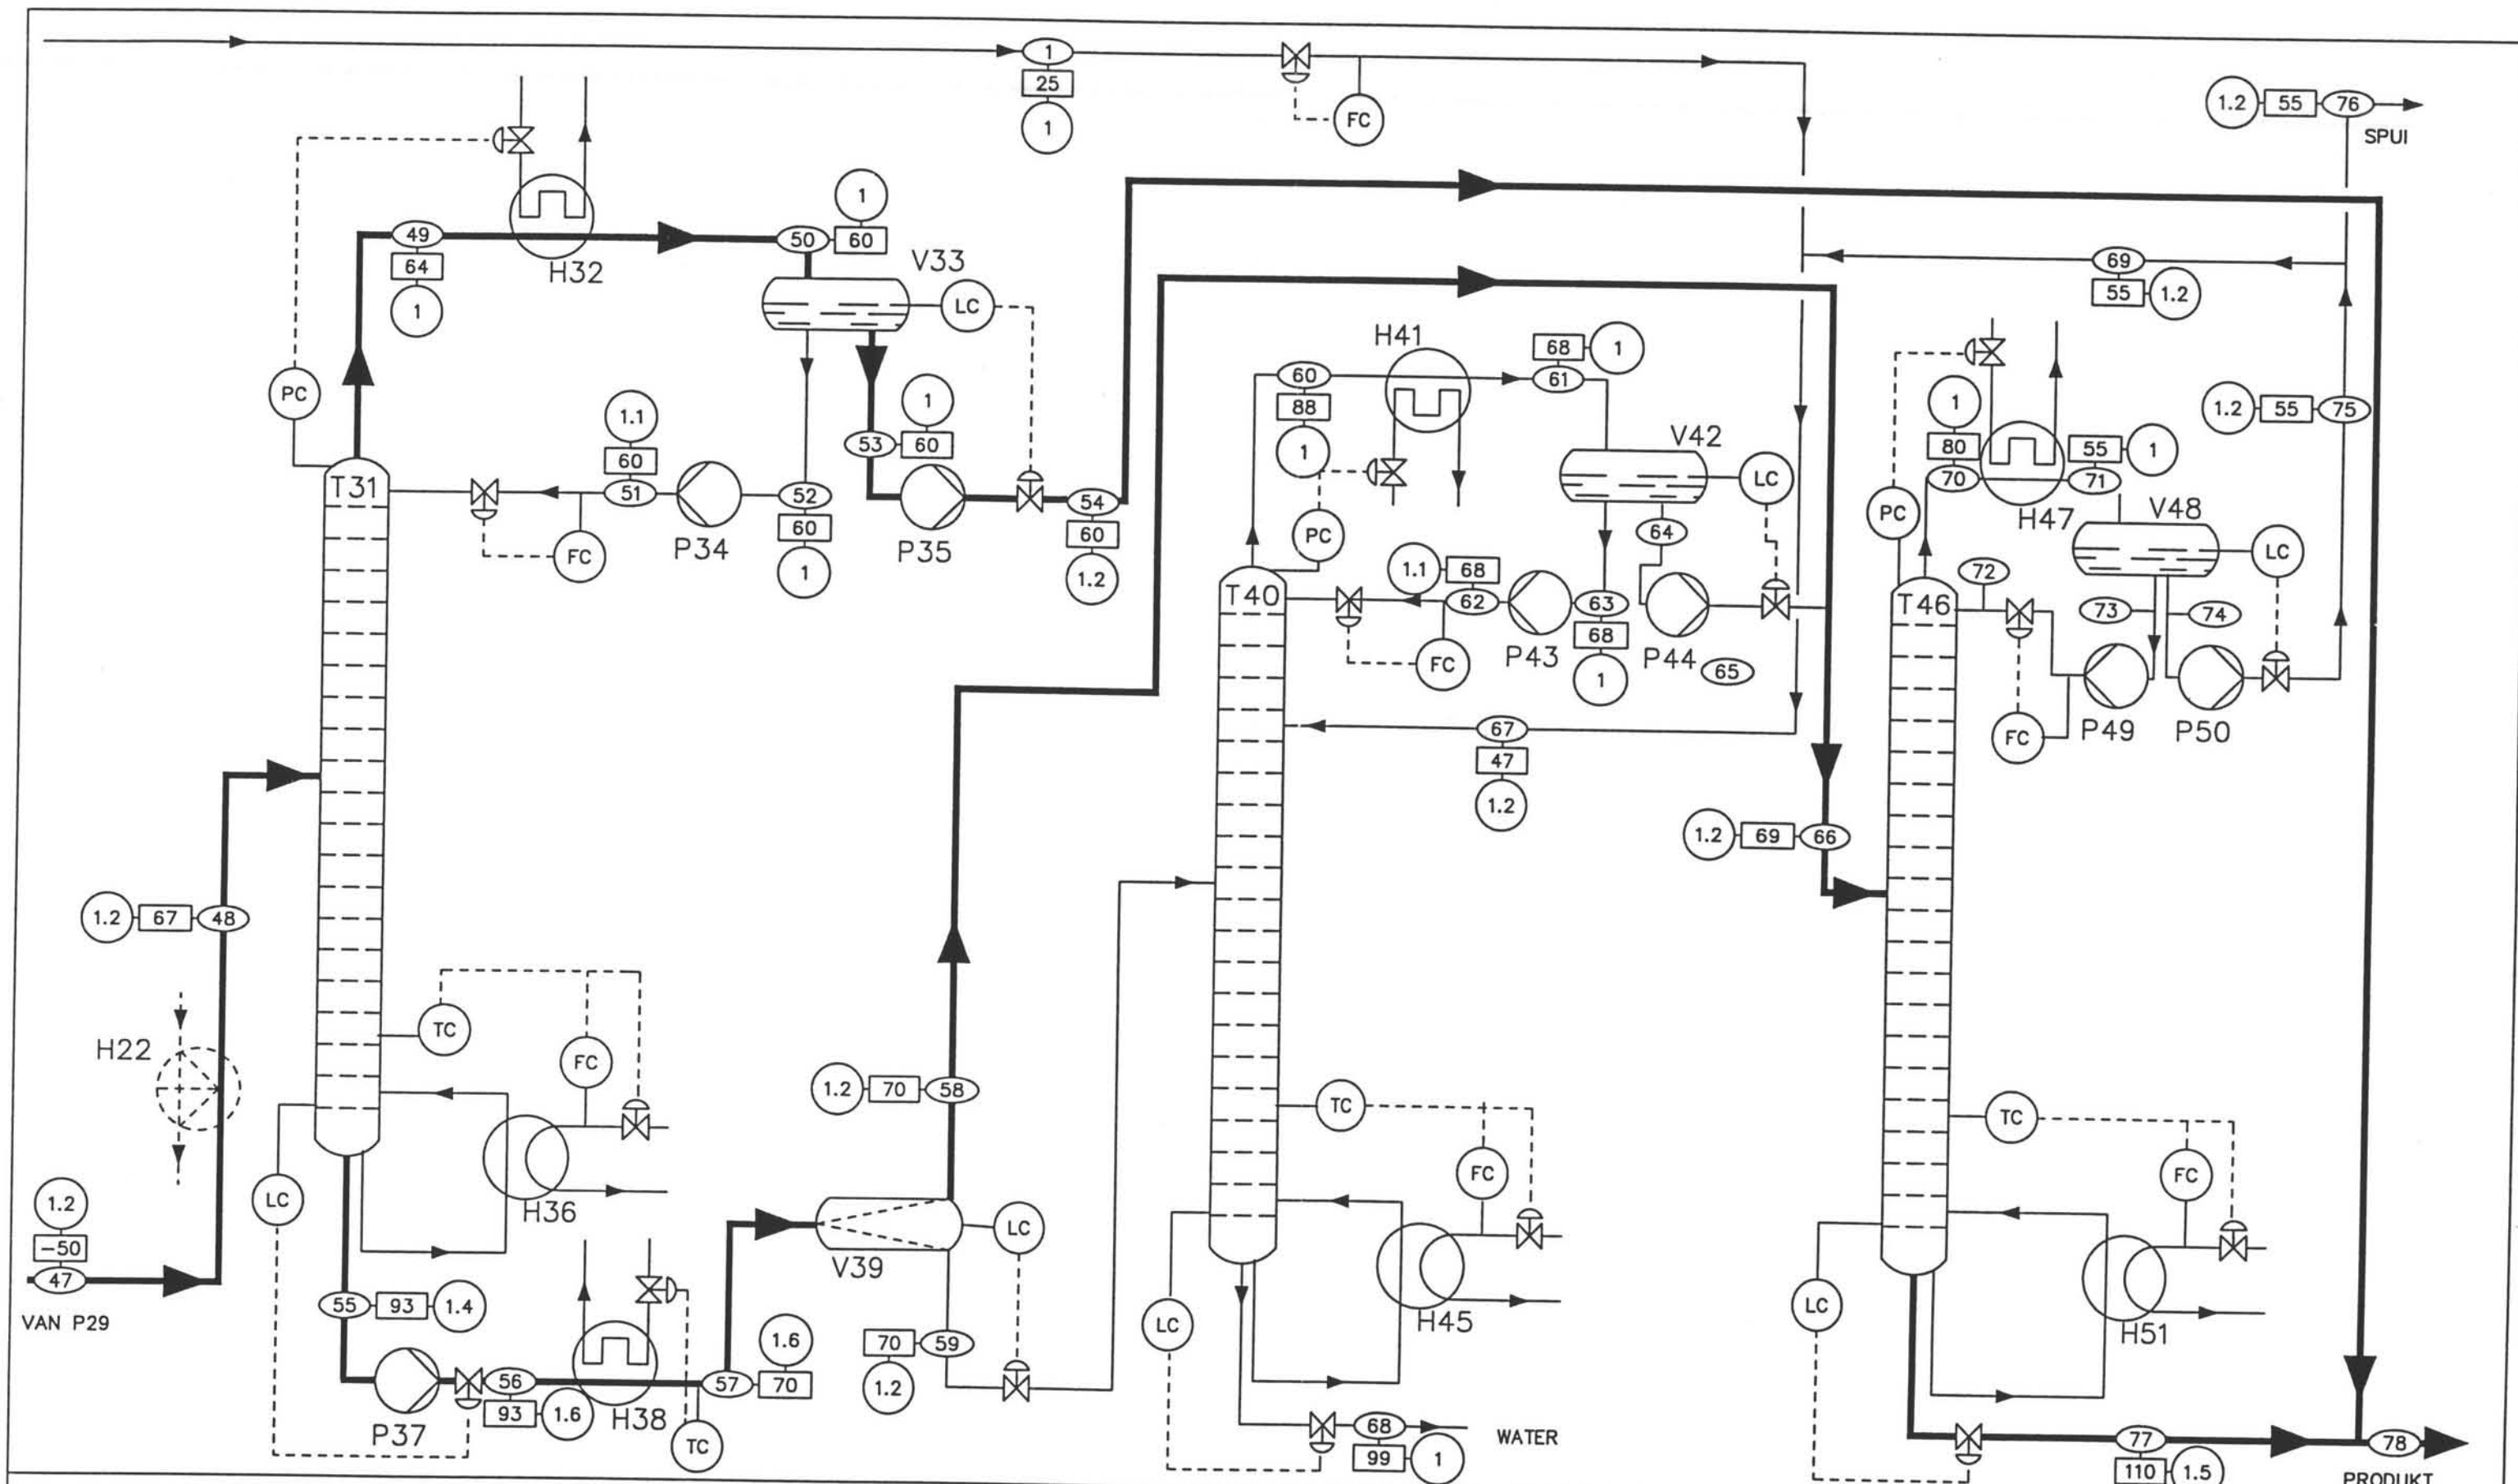 1
25
1
FC
1.2 55 76
SPUI
1
49
64
1
H32
50 60
V33
LC
69
55 1.2
PC
H41
68 1
60
88
1
61
1.1
60
51
1
53 60
V42
LC
1
80
70
55 1
71
H47
1.2 55 75
T31
FC
P34
52
60
1
P35
54
60
1.2
PC
64
PC
V48
LC
T40
1.1 68
62
FC
P43
63
68
1
P44
65
T46
72
73
74
FC
P49
P50
67
47
1.2
1.2 69 66
1.2 67 48
TC
H22
FC
1.2 70 58
TC
TC
LC
H36
FC
FC
1.2
-50
47
VAN P29
V39
LC
LC
H45
LC
H51
55 93 1.4
70 59
1.2
1.6
57 70
P37
56
93 1.6
H38
TC
68
99 1
WATER
77
110 1.5
78
PRODUKT